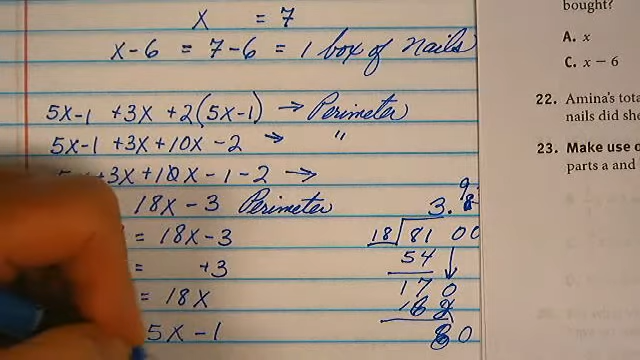 x = 7
x-6 = 7-6 = 1 box of nails
5x-1 +3x +2(5x-1) → Perimeter
5x-1 +3x+10x -2 → "
+3x+10x -1-2 →
18x-3 Perimeter
= 18x-3
= +3
= 18x
5x-1
3.
18 81 00
54
170
80
bought?
A. x
C. x - 6
22. Amina's tota
nails did she
23. Make use o
parts a and